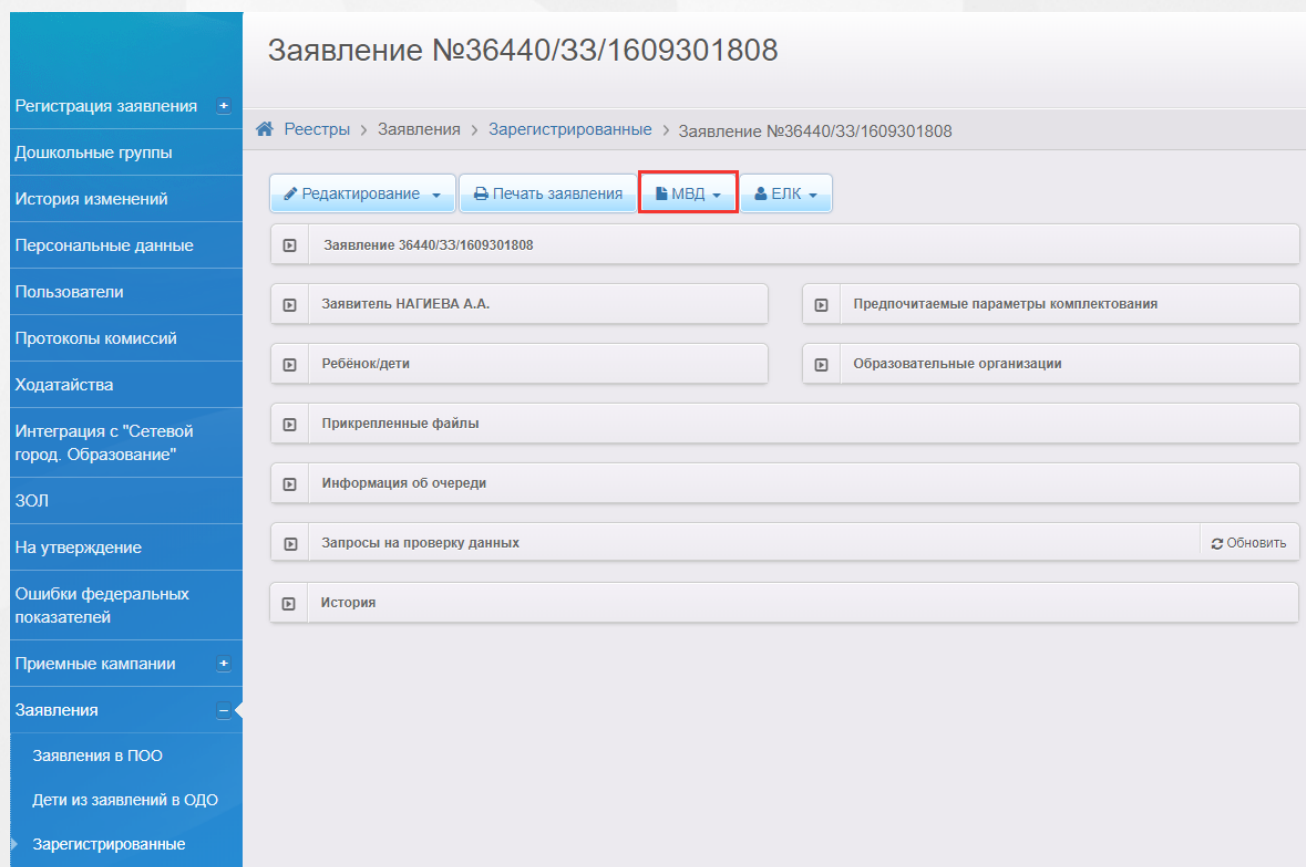 Заявление №36440/ЗЗ/1609301808
Регистрация заявления
Дошкольные группы
История изменений
Персональные данные
Пользователи
Протоколы комиссий
Ходатайства
Интеграция с "Сетевой
город. Образование"
ЗОЛ
На утверждение
Ошибки федеральных
показателей
Приемные кампании
Заявления
Заявления в ПОО
Дети из заявлений в ОДО
Зарегистрированные
Реестры > Заявления > Зарегистрированные > Заявление №36440/ЗЗ/1609301808
Редактирование Печать заявления МВД ЕЛК
Заявление 36440/ЗЗ/1609301808
Заявитель НАГИЕВА А.А. Предпочитаемые параметры комплектования
Ребёнок/дети Образовательные организации
Прикрепленные файлы
Информация об очереди
Запросы на проверку данных Обновить
История